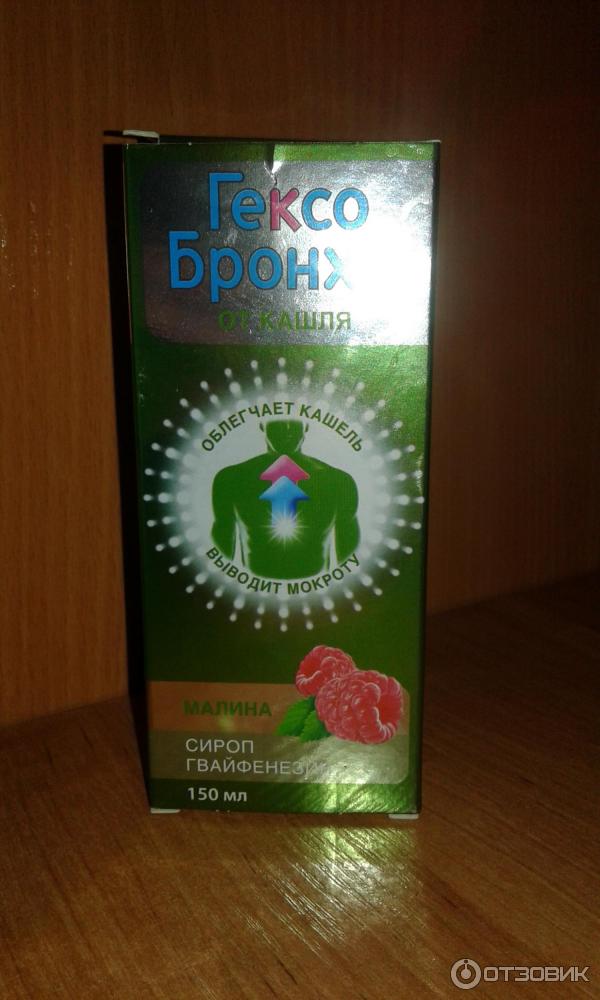 Гексо
Бронх
ОТ КАШЛЯ
ОБЛЕГЧАЕТ КАШЕЛЬ
ВЫВОДИТ МОКРОТУ
МАЛИНА
СИРОП
ГВАЙФЕНЕЗИ
150 мл
ОТЗОВИК